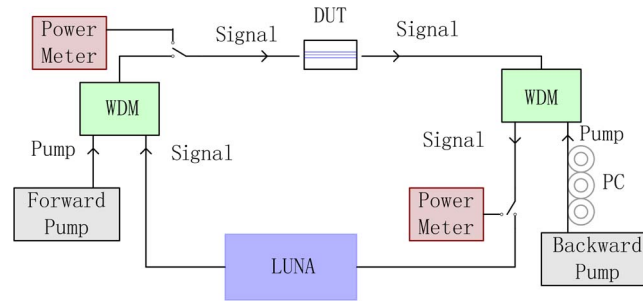 Power
Meter
Signal
DUT
Signal
WDM
WDM
Pump
Signal
Signal
Pump
PC
Forward
Pump
Power
Meter
LUNA
Backward
Pump